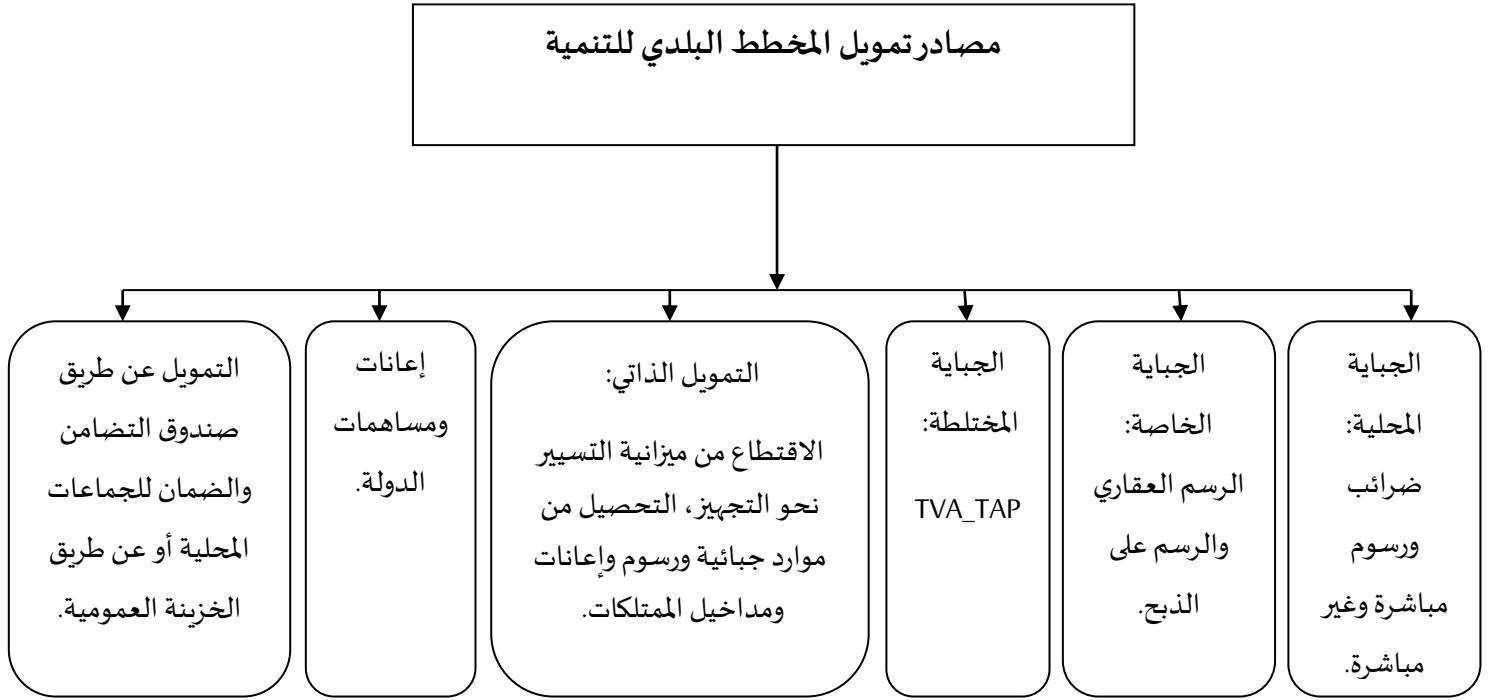 مصادر تمويل المخطط البلدي للتنمية
الجباية
المحلية:
ضرائب
ورسوم
مباشرة وغير
مباشرة.
الجباية
الخاصة:
الرسم العقاري
والرسم على
الذبح.
الجباية
المختلطة:
TVA_TAP
التمويل الذاتي:
الاقتطاع من ميزانية التسيير
نحو التجهيز، التحصيل من
موارد جبائية ورسوم وإعانات
ومداخيل الممتلكات.
إعانات
ومساهمات
الدولة.
التمويل عن طريق
صندوق التضامن
والضمان للجماعات
المحلية أو عن طريق
الخزينة العمومية.